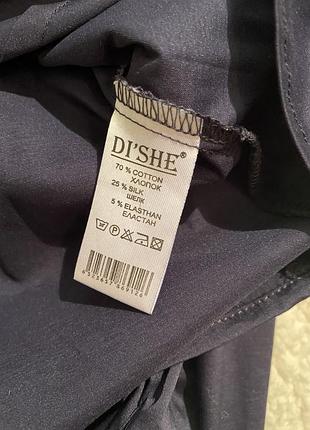 DI'SHE®
70 % COTTON
ХЛОПОК
25 % SILK
ШЕЛК
5 % ELASTHAN
ЕЛАСТАН